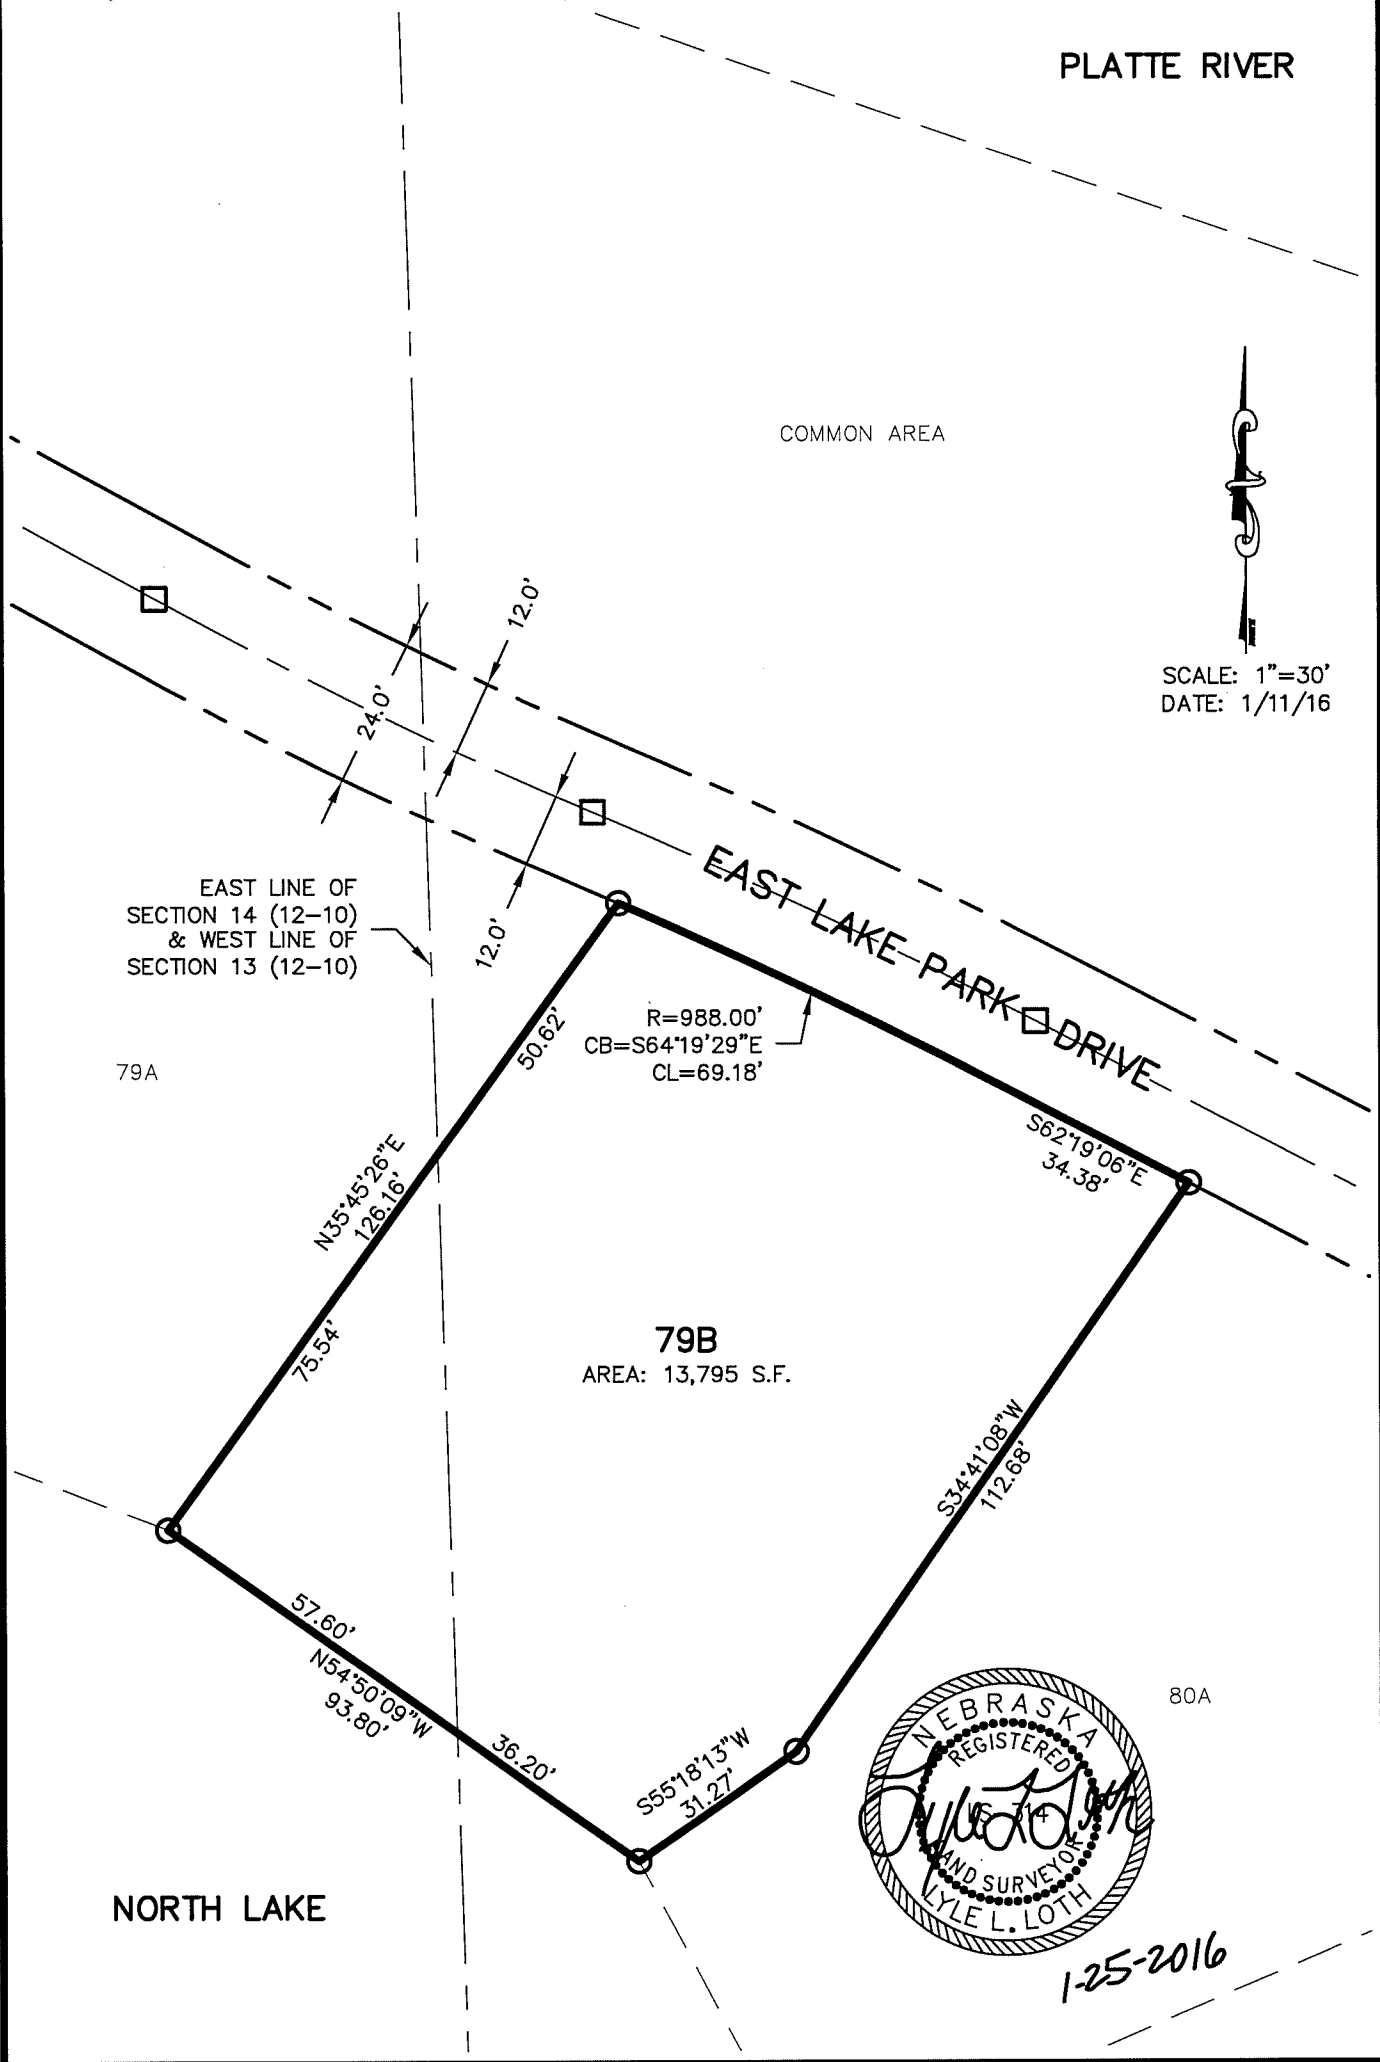 PLATTE RIVER
COMMON AREA
SCALE: 1"=30'
DATE: 1/11/16
12.0'
24.0'
12.0'
EAST LINE OF
SECTION 14 (12-10)
& WEST LINE OF
SECTION 13 (12-10)
EAST LAKE PARK DRIVE
R=988.00'
CB=S64°19'29"E
CL=69.18'
50.62'
79A
S62°19'06"E
34.38'
N35°45'26"E
126.16'
75.54'
79B
AREA: 13,795 S.F.
S34°41'08"W
112.68'
57.60'
N54°50'09"W
93.80'
36.20'
S55°18'13"W
31.27'
80A
NEBRASKA
REGISTERED
LS 314
LAND SURVEYOR
LYLE L. LOTH
Lyle L. Loth
1-25-2016
NORTH LAKE